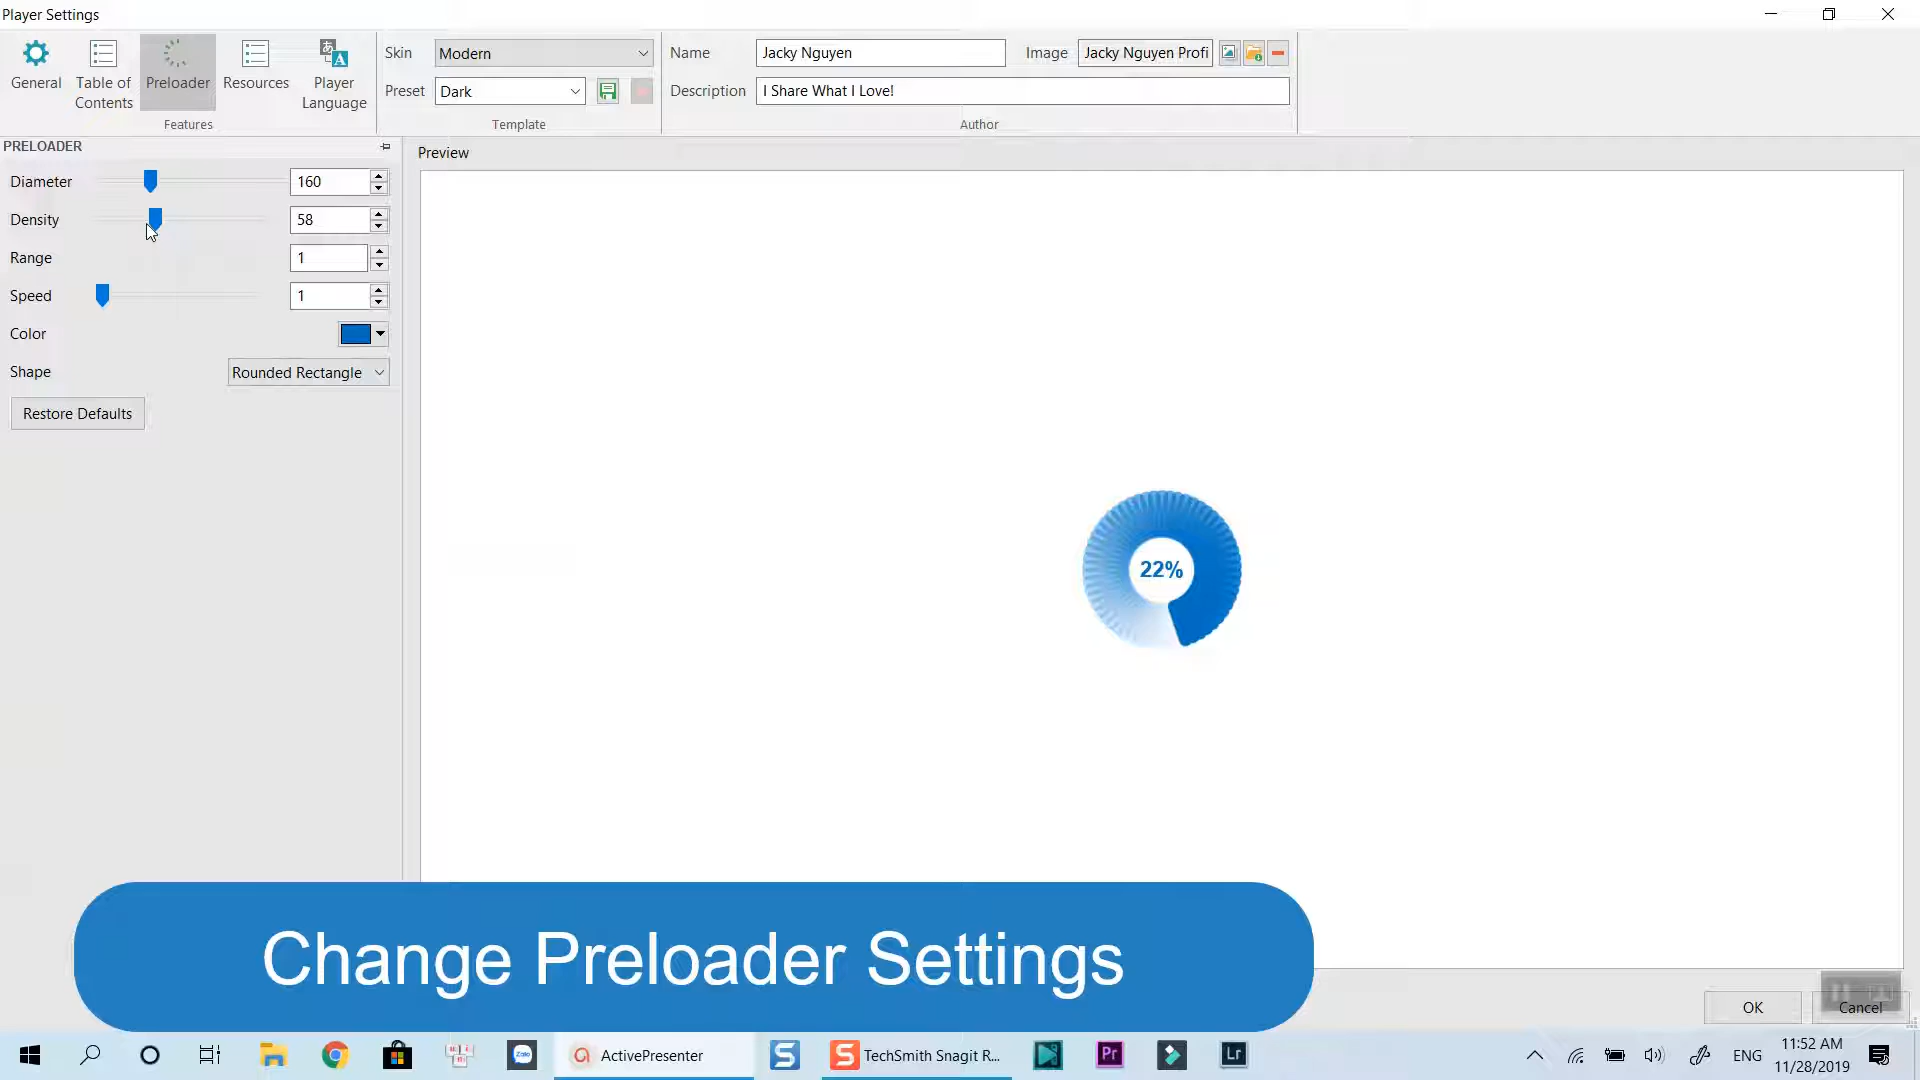 Player Settings
General
Table of
Contents
Preloader
Resources
Player
Language
Features
Skin
Modern
Preset
Dark
Template
Name
Jacky Nguyen
Image
Jacky Nguyen Profi
Description
I Share What I Love!
Author
PRELOADER
Diameter
160
Density
58
Range
1
Speed
1
Color
Shape
Rounded Rectangle
Restore Defaults
Preview
22%
Change Preloader Settings
OK
Cancel
Zalo
ActivePresenter
S
S
TechSmith Snagit R...
Pr
Lr
ENG
11:52 AM
11/28/2019